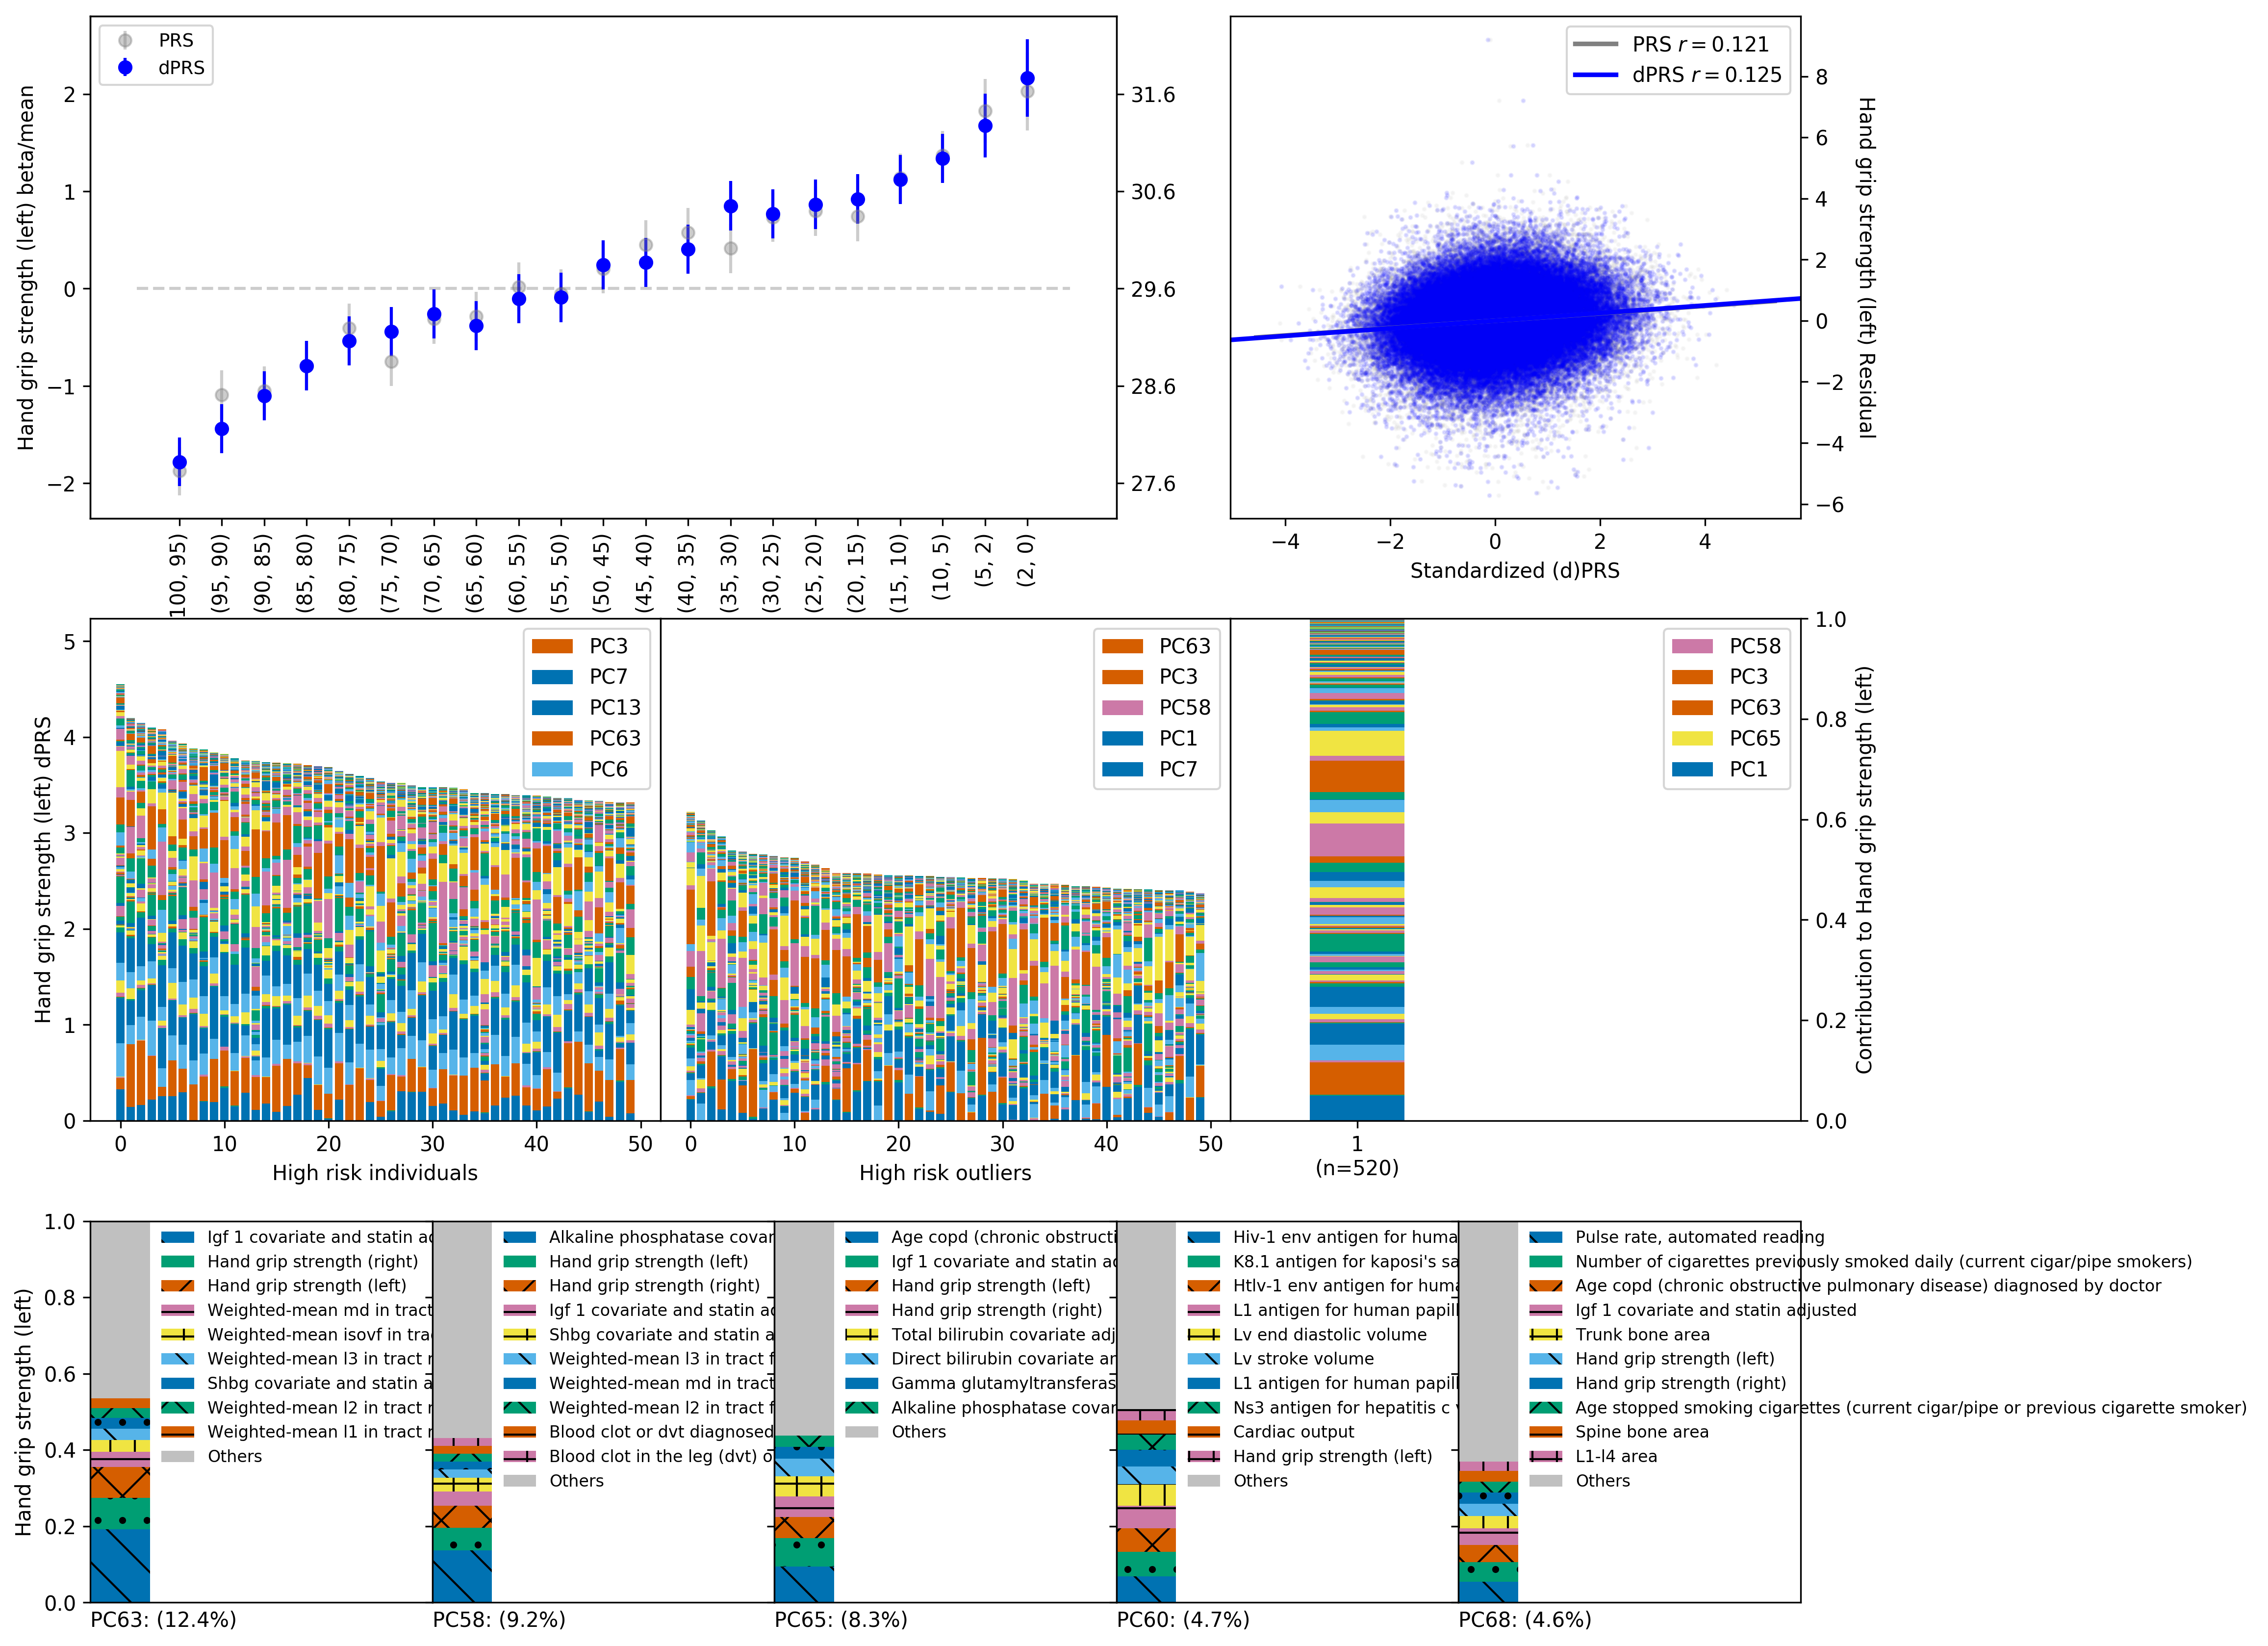 PRS
dPRS
Hand grip strength (left) beta/mean
2
1
0
−1
−2
31.6
30.6
29.6
28.6
27.6
100, 95)
(95, 90)
(90, 85)
(85, 80)
(80, 75)
(75, 70)
(70, 65)
(65, 60)
(60, 55)
(55, 50)
(50, 45)
(45, 40)
(40, 35)
(35, 30)
(30, 25)
(25, 20)
(20, 15)
(15, 10)
(10, 5)
(5, 2)
(2, 0)
PRS r = 0.121
dPRS r = 0.125
8
6
4
2
0
−2
−4
−6
Hand grip strength (left) Residual
−4
−2
0
2
4
Standardized (d)PRS
Hand grip strength (left) dPRS
5
4
3
2
1
0
PC3
PC7
PC13
PC63
PC6
0
10
20
30
40
50
High risk individuals
PC63
PC3
PC58
PC1
PC7
0
10
20
30
40
50
High risk outliers
PC58
PC3
PC63
PC65
PC1
1
(n=520)
1.0
0.8
0.6
0.4
0.2
0.0
Contribution to Hand grip strength (left)
Hand grip strength (left)
1.0
0.8
0.6
0.4
0.2
0.0
Igf 1 covariate and statin
Hand grip strength (right)
Hand grip strength (left)
Weighted-mean md in tract
Weighted-mean isovf in
Weighted-mean l3 in tract
Shbg covariate and statin
Weighted-mean l2 in tract
Weighted-mean l1 in tract
Others
PC63: (12.4%)
Alkaline phosphatase
Hand grip strength (left)
Hand grip strength (right)
Igf 1 covariate and statin
Shbg covariate and statin
Weighted-mean l3 in tract
Weighted-mean md in tract
Weighted-mean l2 in tract
Blood clot or dvt diagnosed
Blood clot in the leg (dvt)
Others
PC58: (9.2%)
Age copd (chronic
Igf 1 covariate and statin
Hand grip strength (left)
Hand grip strength (right)
Total bilirubin covariate
Direct bilirubin covariate
Gamma glutamyltransferas
Alkaline phosphatase
Others
PC65: (8.3%)
Hiv-1 env antigen for
K8.1 antigen for kaposi's
Htlv-1 env antigen for
L1 antigen for human
Lv end diastolic volume
Lv stroke volume
L1 antigen for human
Ns3 antigen for hepatitis c
Cardiac output
Hand grip strength (left)
Others
PC60: (4.7%)
Pulse rate, automated reading
Number of cigarettes previously smoked daily (current cigar/pipe smokers)
Age copd (chronic obstructive pulmonary disease) diagnosed by doctor
Igf 1 covariate and statin adjusted
Trunk bone area
Hand grip strength (left)
Hand grip strength (right)
Age stopped smoking cigarettes (current cigar/pipe or previous cigarette smoker)
Spine bone area
L1-l4 area
Others
PC68: (4.6%)